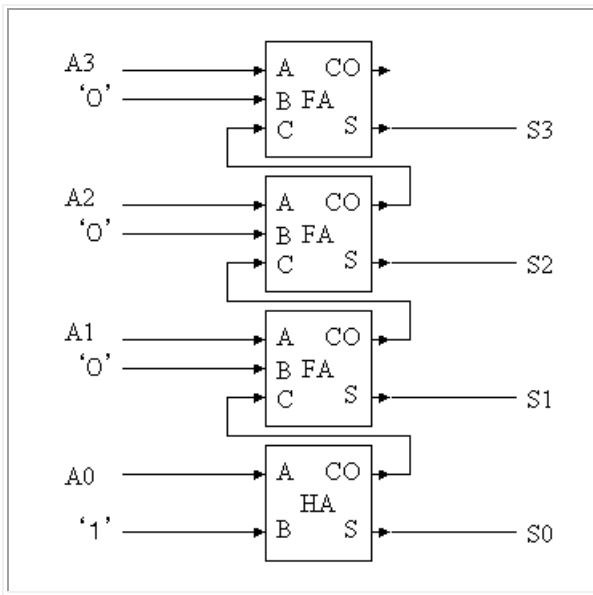 A3 A CO
‘0’ B FA
C S S3
A2 A CO
‘0’ B FA
C S S2
A1 A CO
‘0’ B FA
C S S1
A0 A CO
HA
‘1’ B S S0